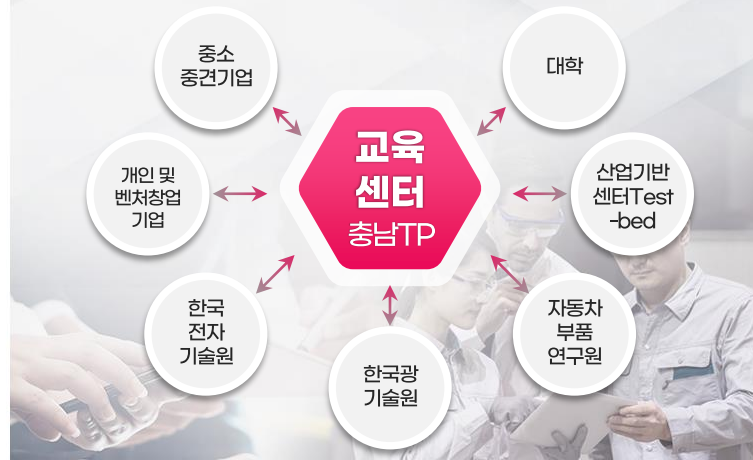 중소
중견기업
대학
교육
센터
충남TP
개인 및
벤처창업
기업
산업기반
센터Test
-bed
한국
전자
기술원
한국광
기술원
자동차
부품
연구원